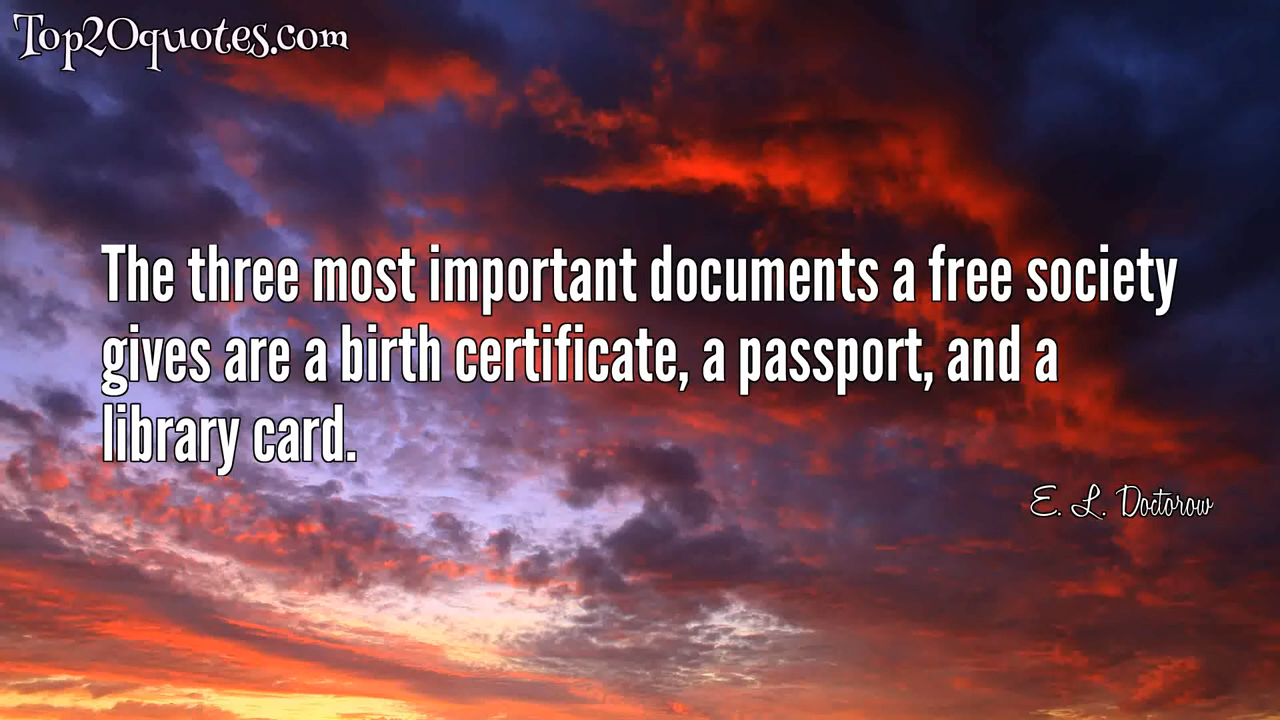 Top20quotes.com
The three most important documents a free society
gives are a birth certificate, a passport, and a
library card.
E. L. Doctorow